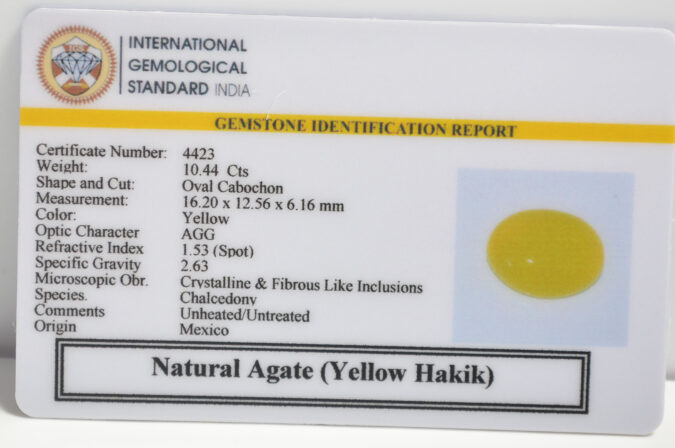 IGS
INTERNATIONAL
GEMOLOGICAL
STANDARD INDIA
GEMSTONE IDENTIFICATION REPORT
Certificate Number: 4423
Weight: 10.44 Cts
Shape and Cut: Oval Cabochon
Measurement: 16.20 x 12.56 x 6.16 mm
Color: Yellow
Optic Character AGG
Refractive Index 1.53 (Spot)
Specific Gravity 2.63
Microscopic Obr. Crystalline & Fibrous Like Inclusions
Species. Chalcedony
Comments Unheated/Untreated
Origin Mexico
Natural Agate (Yellow Hakik)